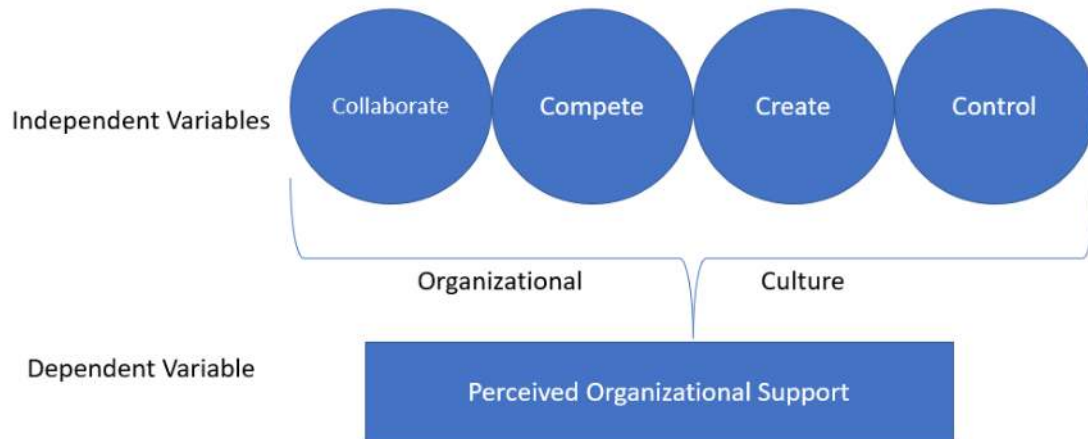 Independent Variables
Collaborate
Compete
Create
Control
Organizational
Culture
Dependent Variable
Perceived Organizational Support